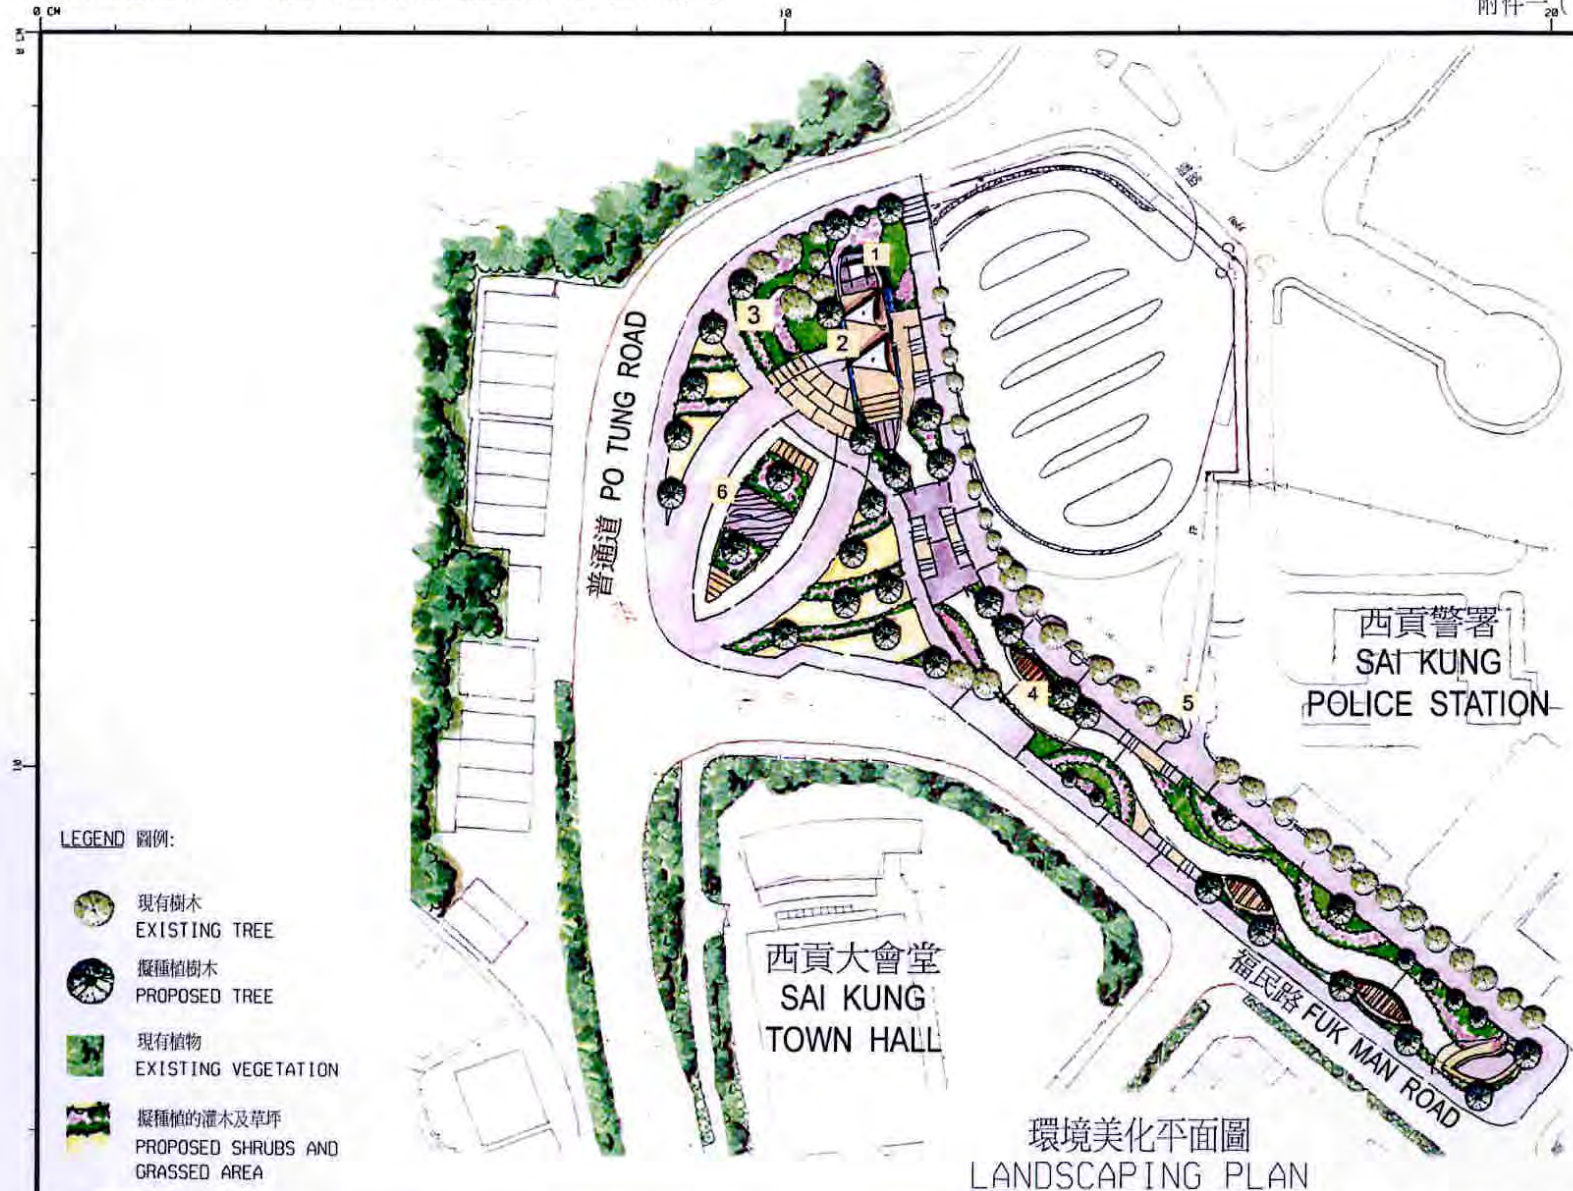 0 CM
10
20
附件一(
10
1
2
3
4
5
6
普通道 PO TUNG ROAD
西貢警署
SAI KUNG
POLICE STATION
西貢大會堂
SAI KUNG
TOWN HALL
福民路 FUK MAN ROAD
LEGEND 圖例:
現有樹木
EXISTING TREE
擬種植樹木
PROPOSED TREE
現有植物
EXISTING VEGETATION
擬種植的灌木及草坪
PROPOSED SHRUBS AND
GRASSED AREA
環境美化平面圖
LANDSCAPING PLAN